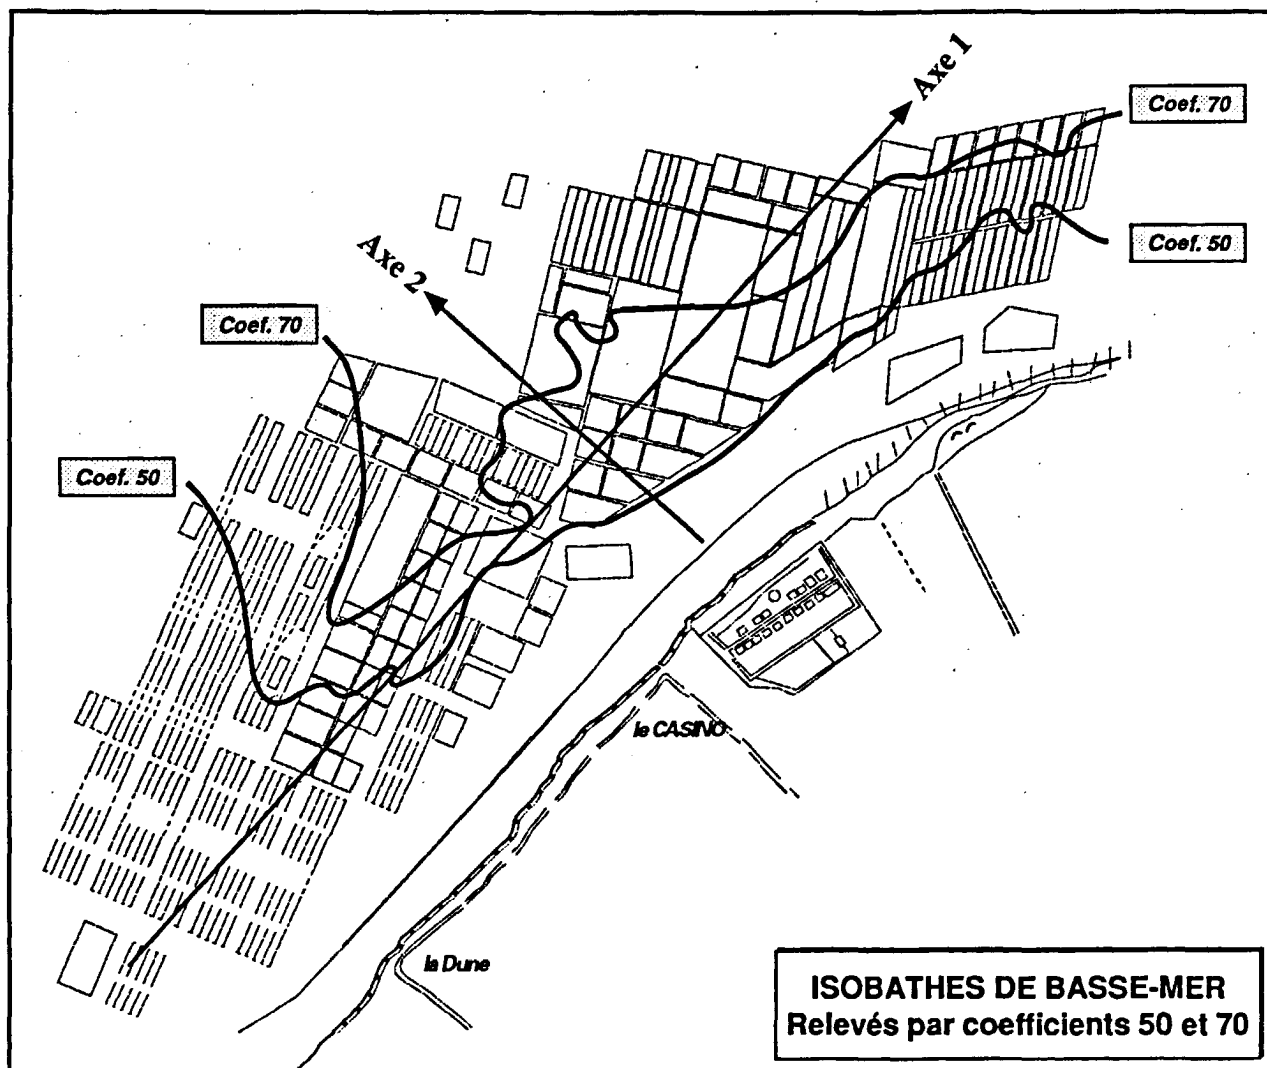 Axe 1
Coef. 70
Coef. 50
Axe 2
Coef. 70
Coef. 50
le CASINO
la Dune
ISOBATHES DE BASSE-MER
Relevés par coefficients 50 et 70